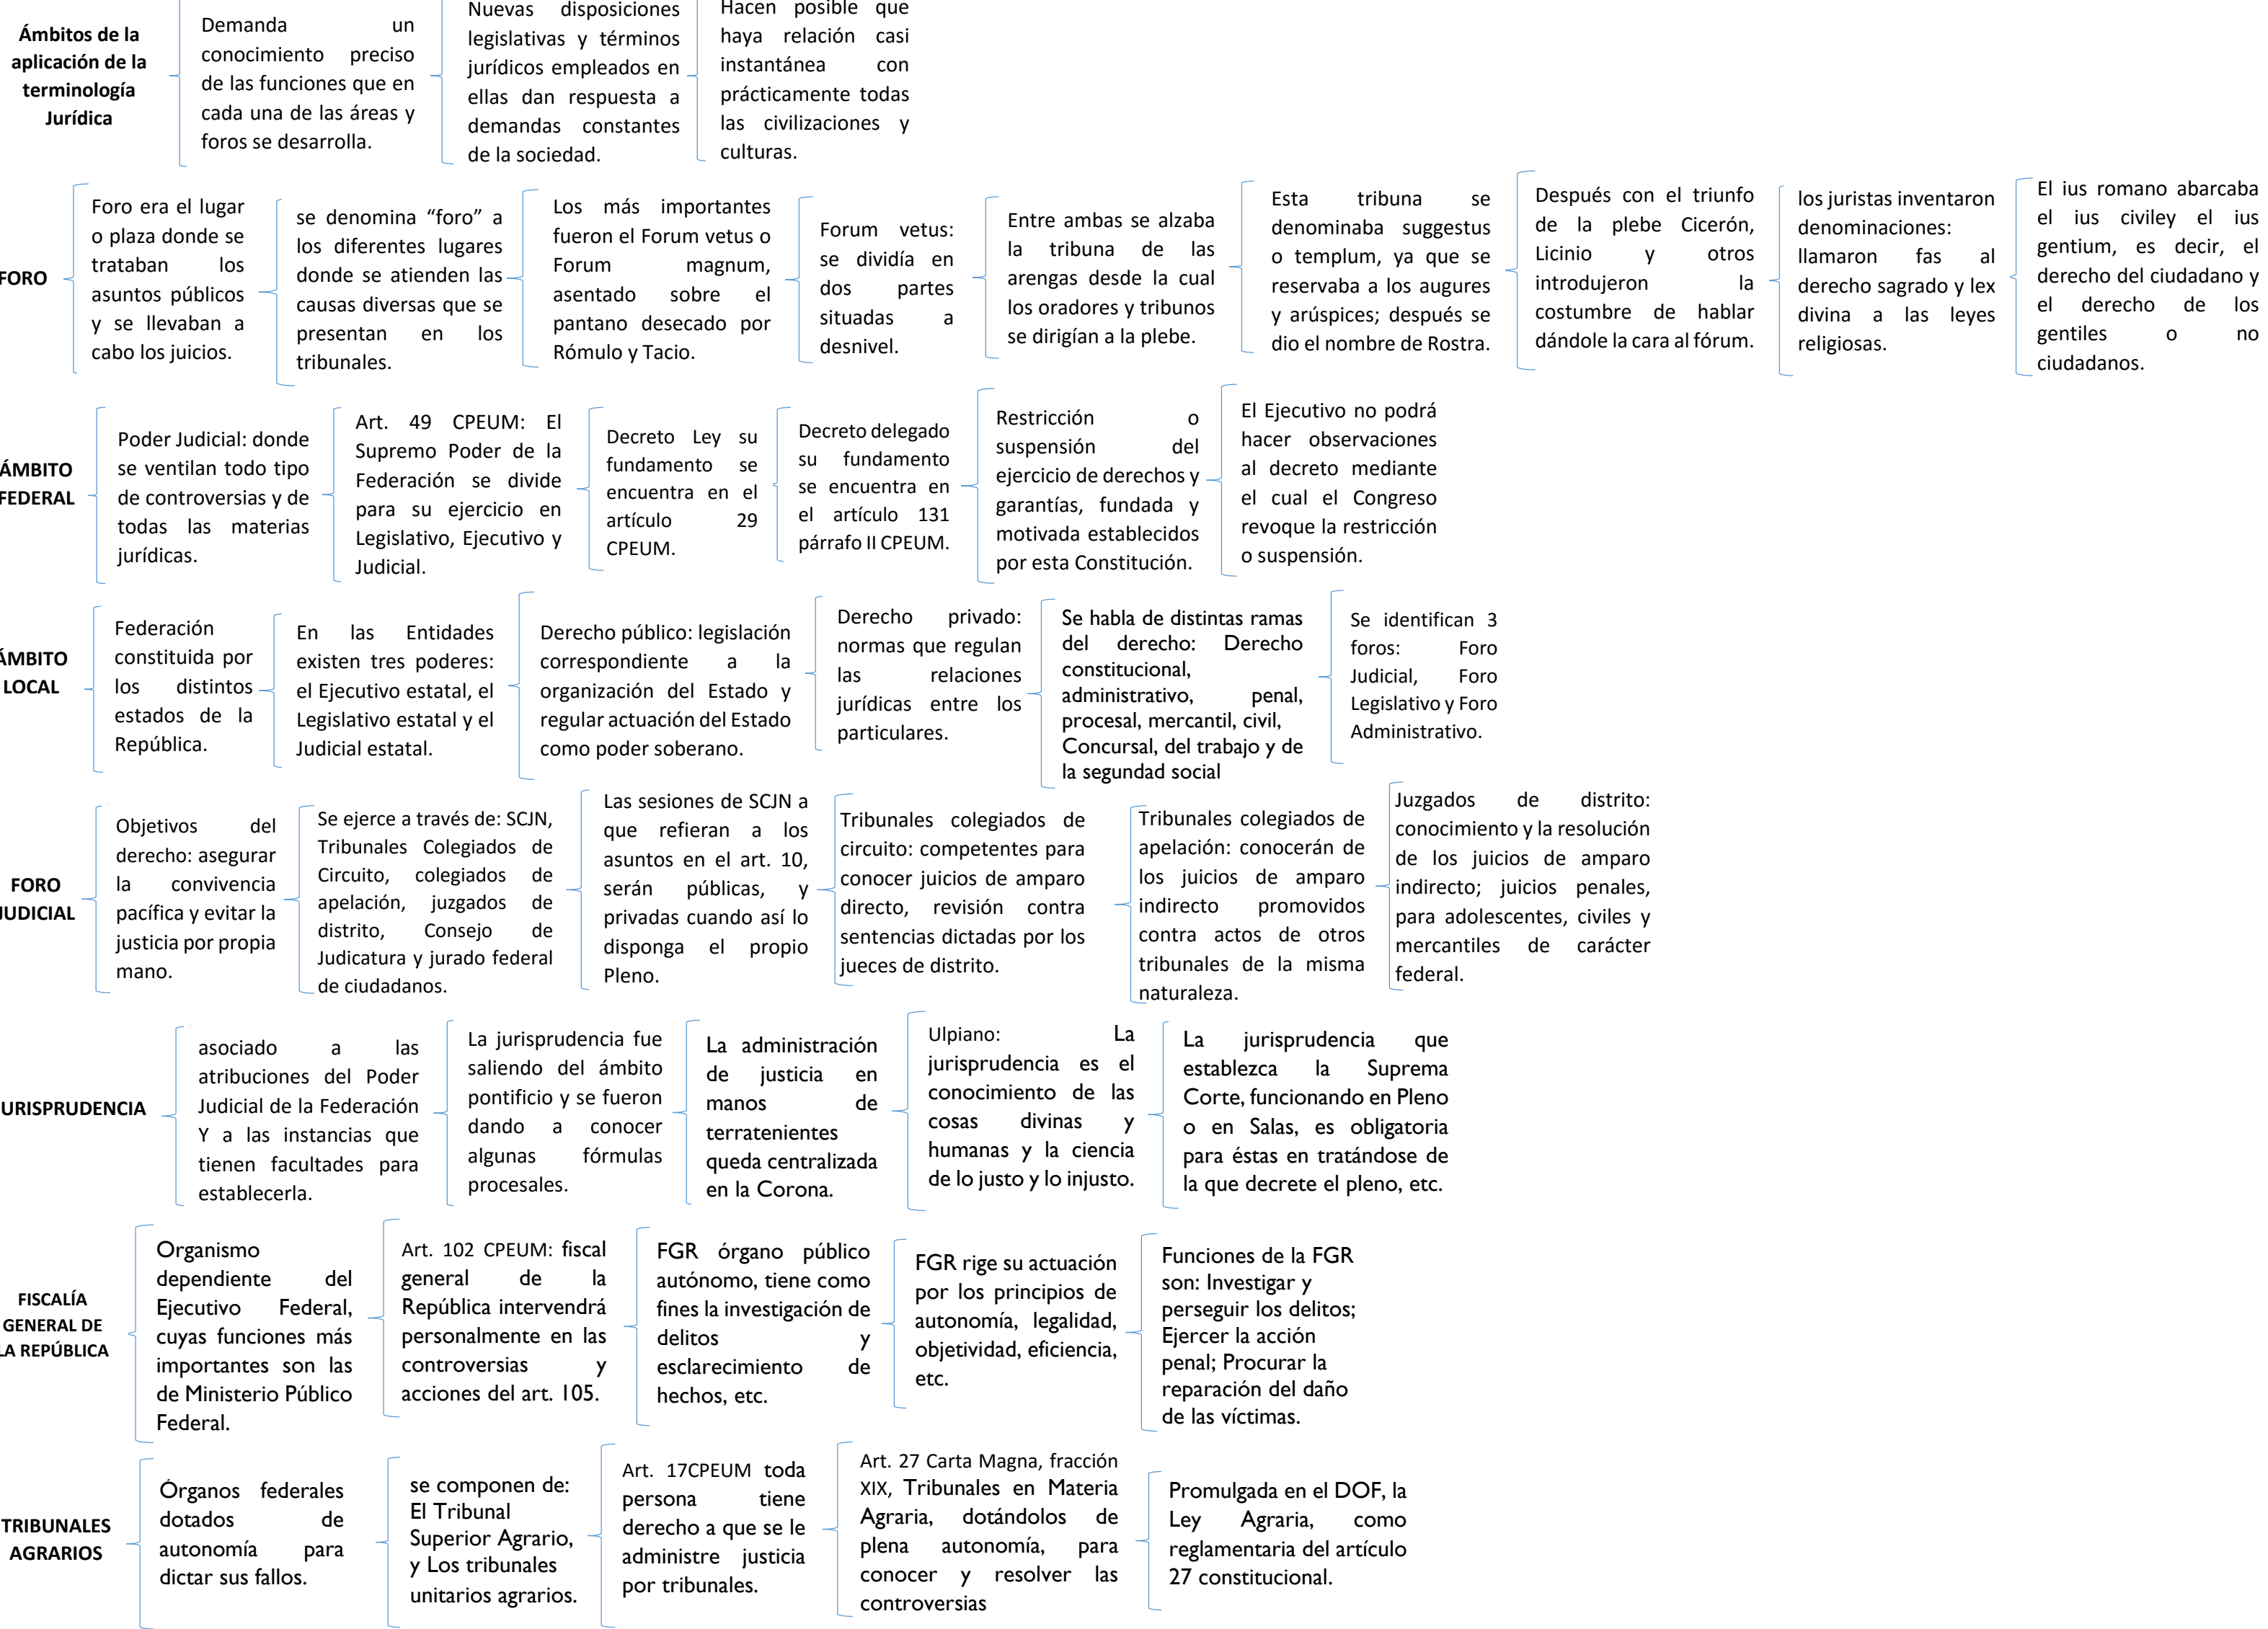 Ámbitos de la
aplicación de la
terminología
Jurídica
Demanda un
conocimiento preciso
de las funciones que en
cada una de las áreas y
foros se desarrolla.
Nuevas disposiciones
legislativas y términos
jurídicos empleados en
ellas dan respuesta a
demandas constantes
de la sociedad.
Hacen posible que
haya relación casi
instantánea con
prácticamente todas
las civilizaciones y
culturas.
FORO
Foro era el lugar
o plaza donde se
trataban los
asuntos públicos
y se llevaban a
cabo los juicios.
se denomina “foro” a
los diferentes lugares
donde se atienden las
causas diversas que se
presentan en los
tribunales.
Los más importantes
fueron el Forum vetus o
Forum magnum,
asentado sobre el
pantano desecado por
Rómulo y Tacio.
Forum vetus:
se dividía en
dos partes
situadas a
desnivel.
Entre ambas se alzaba
la tribuna de las
arengas desde la cual
los oradores y tribunos
se dirigían a la plebe.
Esta tribuna se
denominaba suggestus
o templum, ya que se
reservaba a los augures
y arúspices; después se
dio el nombre de Rostra.
Después con el triunfo
de la plebe Cicerón,
Licinio y otros
introdujeron la
costumbre de hablar
dándole la cara al fórum.
los juristas inventaron
denominaciones:
llamaron fas al
derecho sagrado y lex
divina a las leyes
religiosas.
El ius romano abarcaba
el ius civiley el ius
gentium, es decir, el
derecho del ciudadano y
el derecho de los
gentiles o no
ciudadanos.
ÁMBITO
FEDERAL
Poder Judicial: donde
se ventilan todo tipo
de controversias y de
todas las materias
jurídicas.
Art. 49 CPEUM: El
Supremo Poder de la
Federación se divide
para su ejercicio en
Legislativo, Ejecutivo y
Judicial.
Decreto Ley su
fundamento se
encuentra en el
artículo 29
CPEUM.
Decreto delegado
su fundamento
se encuentra en
el artículo 131
párrafo II CPEUM.
Restricción o
suspensión del
ejercicio de derechos y
garantías, fundada y
motivada establecidos
por esta Constitución.
El Ejecutivo no podrá
hacer observaciones
al decreto mediante
el cual el Congreso
revoque la restricción
o suspensión.
ÁMBITO
LOCAL
Federación
constituida por
los distintos
estados de la
República.
En las Entidades
existen tres poderes:
el Ejecutivo estatal, el
Legislativo estatal y el
Judicial estatal.
Derecho público: legislación
correspondiente a la
organización del Estado y
regular actuación del Estado
como poder soberano.
Derecho privado:
normas que regulan
las relaciones
jurídicas entre los
particulares.
Se habla de distintas ramas
del derecho: Derecho
constitucional,
administrativo, penal,
procesal, mercantil, civil,
Concursal, del trabajo y de
la segundad social
Se identifican 3
foros: Foro
Judicial, Foro
Legislativo y Foro
Administrativo.
FORO
JUDICIAL
Objetivos del
derecho: asegurar
la convivencia
pacífica y evitar la
justicia por propia
mano.
Se ejerce a través de: SCJN,
Tribunales Colegiados de
Circuito, colegiados de
apelación, juzgados de
distrito, Consejo de
Judicatura y jurado federal
de ciudadanos.
Las sesiones de SCJN a
que refieran a los
asuntos en el art. 10,
serán públicas, y
privadas cuando así lo
disponga el propio
Pleno.
Tribunales colegiados de
circuito: competentes para
conocer juicios de amparo
directo, revisión contra
sentencias dictadas por los
jueces de distrito.
Tribunales colegiados de
apelación: conocerán de
los juicios de amparo
indirecto promovidos
contra actos de otros
tribunales de la misma
naturaleza.
Juzgados de distrito:
conocimiento y la resolución
de los juicios de amparo
indirecto; juicios penales,
para adolescentes, civiles y
mercantiles de carácter
federal.
URISPRUDENCIA
asociado a las
atribuciones del Poder
Judicial de la Federación
Y a las instancias que
tienen facultades para
establecerla.
La jurisprudencia fue
saliendo del ámbito
pontificio y se fueron
dando a conocer
algunas fórmulas
procesales.
La administración
de justicia en
manos de
terratenientes
queda centralizada
en la Corona.
Ulpiano: La
jurisprudencia es el
conocimiento de las
cosas divinas y
humanas y la ciencia
de lo justo y lo injusto.
La jurisprudencia que
establezca la Suprema
Corte, funcionando en Pleno
o en Salas, es obligatoria
para éstas en tratándose de
la que decrete el pleno, etc.
FISCALÍA
GENERAL DE
LA REPÚBLICA
Organismo
dependiente del
Ejecutivo Federal,
cuyas funciones más
importantes son las
de Ministerio Público
Federal.
Art. 102 CPEUM: fiscal
general de la
República intervendrá
personalmente en las
controversias y
acciones del art. 105.
FGR órgano público
autónomo, tiene como
fines la investigación de
delitos y
esclarecimiento de
hechos, etc.
FGR rige su actuación
por los principios de
autonomía, legalidad,
objetividad, eficiencia,
etc.
Funciones de la FGR
son: Investigar y
perseguir los delitos;
Ejercer la acción
penal; Procurar la
reparación del daño
de las víctimas.
TRIBUNALES
AGRARIOS
Órganos federales
dotados de
autonomía para
dictar sus fallos.
se componen de:
El Tribunal
Superior Agrario,
y Los tribunales
unitarios agrarios.
Art. 17CPEUM toda
persona tiene
derecho a que se le
administre justicia
por tribunales.
Art. 27 Carta Magna, fracción
XIX, Tribunales en Materia
Agraria, dotándolos de
plena autonomía, para
conocer y resolver las
controversias
Promulgada en el DOF, la
Ley Agraria, como
reglamentaria del artículo
27 constitucional.